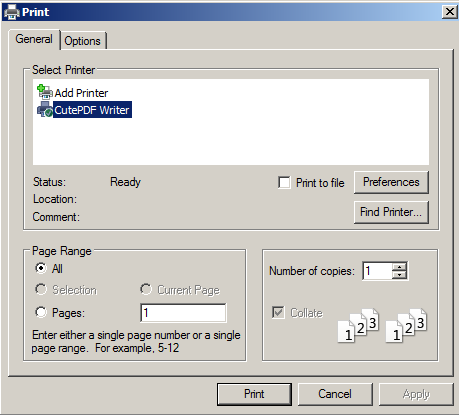 Print
General Options
Select Printer
Add Printer
CutePDF Writer
Status: Ready
Print to file
Preferences
Location:
Comment:
Find Printer...
Page Range
All
Selection Current Page
Pages: 1
Enter either a single page number or a single
page range. For example, 5-12
Number of copies: 1
Collate
1 2 3 1 2 3
Print Cancel Apply